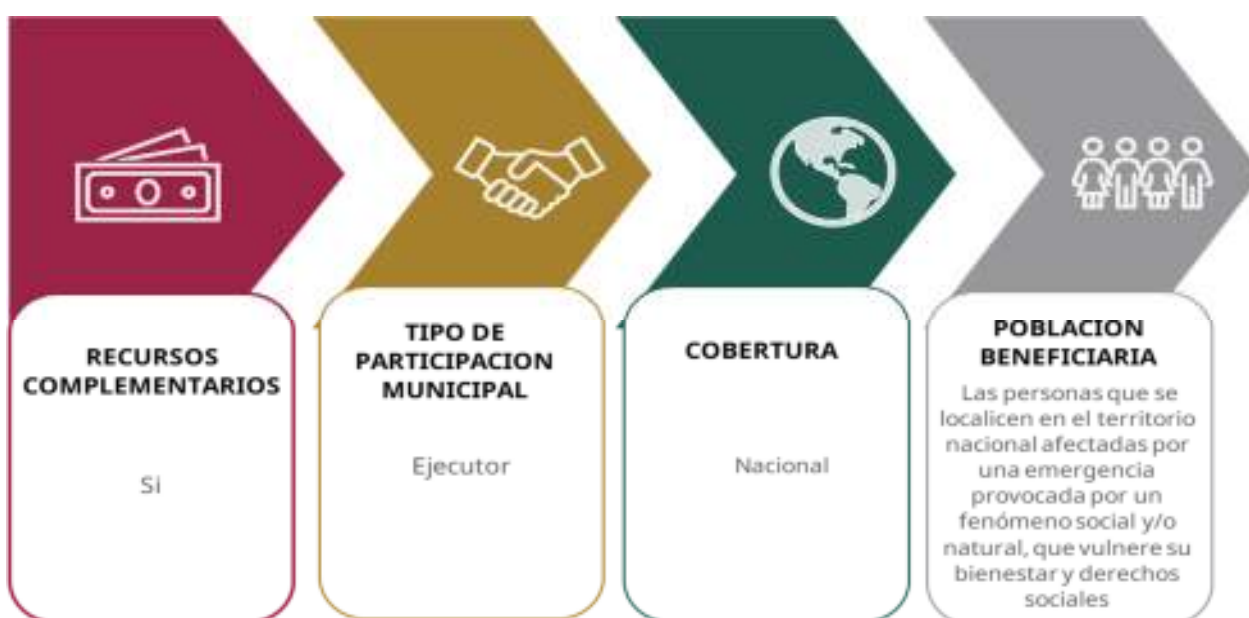 RECURSOS
COMPLEMENTARIOS
Si
TIPO DE
PARTICIPACION
MUNICIPAL
Ejecutor
COBERTURA
Nacional
POBLACION
BENEFICIARIA
Las personas que se
localicen en el territorio
nacional afectadas por
una emergencia
provocada por un
fenómeno social y/o
natural, que vulnere su
bienestar y derechos
sociales